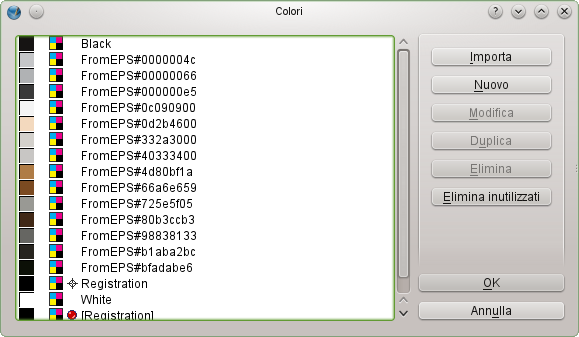 Colori
Black
FromEPS#0000004c
FromEPS#00000066
FromEPS#000000e5
FromEPS#0c090900
FromEPS#0d2b4600
FromEPS#332a3000
FromEPS#40333400
FromEPS#4d80bf1a
FromEPS#66a6e659
FromEPS#725e5f05
FromEPS#80b3ccb3
FromEPS#98838133
FromEPS#b1aba2bc
FromEPS#bfadabe6
Registration
White
[Registration]
Importa
Nuovo
Modifica
Duplica
Elimina
Elimina inutilizzati
OK
Annulla